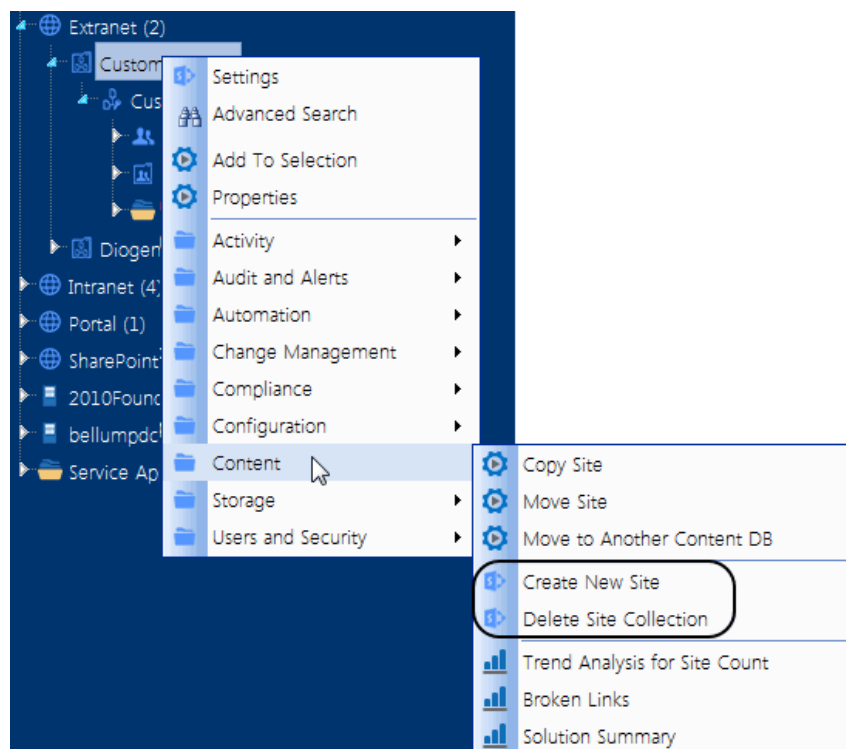 Extranet (2)
Custom
Cus
Diogen
Intranet (4)
Portal (1)
SharePoint
2010Founc
bellumpdc
Service Ap
Settings
Advanced Search
Add To Selection
Properties
Activity
Audit and Alerts
Automation
Change Management
Compliance
Configuration
Content
Storage
Users and Security
Copy Site
Move Site
Move to Another Content DB
Create New Site
Delete Site Collection
Trend Analysis for Site Count
Broken Links
Solution Summary